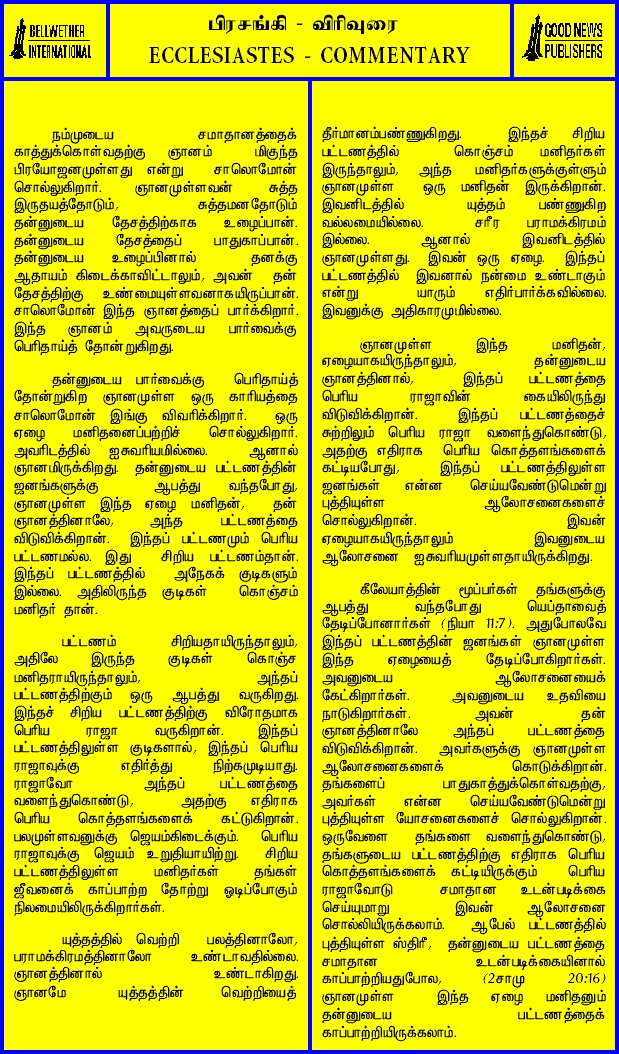 BELLWETHER
INTERNATIONAL
பிரசங்கி - விரிவுரை
ECCLESIASTES - COMMENTARY
GOOD NEWS
PUBLISHERS
நம்முடைய சமாதானத்தைக்
காத்துக்கொள்வதற்கு ஞானம் மிகுந்த
பிரயோஜனமுள்ளது என்று சாலொமோன்
சொல்லுகிறார். ஞானமுள்ளவன் சுத்த
இருதயத்தோடும், சுத்தமனதோடும்
தன்னுடைய தேசத்திற்காக உழைப்பான்.
தன்னுடைய தேசத்தைப் பாதுகாப்பான்.
தன்னுடைய உழைப்பினால் தனக்கு
ஆதாயம் கிடைக்காவிட்டாலும், அவன் தன்
தேசத்திற்கு உண்மையுள்ளவனாகயிருப்பான்.
சாலொமோன் இந்த ஞானத்தைப் பார்க்கிறார்.
இந்த ஞானம் அவருடைய பார்வைக்கு
பெரிதாய்த் தோன்றுகிறது.
தன்னுடைய பார்வைக்கு பெரிதாய்த்
தோன்றுகிற ஞானமுள்ள ஒரு காரியத்தை
சாலொமோன் இங்கு விவரிக்கிறார். ஒரு
ஏழை மனிதனைப்பற்றிச் சொல்லுகிறார்.
அவரிடத்தில் ஐசுவரியமில்லை. ஆனால்
ஞானமிருக்கிறது. தன்னுடைய பட்டணத்தின்
ஜனங்களுக்கு ஆபத்து வந்தபோது,
ஞானமுள்ள இந்த ஏழை மனிதன், தன்
ஞானத்தினாலே, அந்த பட்டணத்தை
விடுவிக்கிறான். இந்தப் பட்டணமும் பெரிய
பட்டணமல்ல. இது சிறிய பட்டணம்தான்.
இந்தப் பட்டணத்தில் அநேகக் குடிகளும்
இல்லை. அதிலிருந்த குடிகள் கொஞ்சம்
மனிதர் தான்.
பட்டணம் சிறியதாயிருந்தாலும்,
அதிலே இருந்த குடிகள் கொஞ்ச
மனிதராயிருந்தாலும், அந்தப்
பட்டணத்திற்கும் ஒரு ஆபத்து வருகிறது.
இந்தச் சிறிய பட்டணத்திற்கு விரோதமாக
பெரிய ராஜா வருகிறான். இந்தப்
பட்டணத்திலுள்ள குடிகளால், இந்தப் பெரிய
ராஜாவுக்கு எதிர்த்து நிற்கமுடியாது.
ராஜாவோ அந்தப் பட்டணத்தை
வளைந்துகொண்டு, அதற்கு எதிராக
பெரிய கொத்தளங்களைக் கட்டுகிறான்.
பலமுள்ளவனுக்கு ஜெயம்கிடைக்கும். பெரிய
ராஜாவுக்கு ஜெயம் உறுதியாயிற்று. சிறிய
பட்டணத்திலுள்ள மனிதர்கள் தங்கள்
ஜீவனைக் காப்பாற்ற தோற்று ஓடிப்போகும்
நிலமையிலிருக்கிறார்கள்.
யுத்தத்தில் வெற்றி பலத்தினாலோ,
பராமக்கிரமத்தினாலோ உண்டாவதில்லை.
ஞானத்தினால் உண்டாகிறது.
ஞானமே யுத்தத்தின் வெற்றியைத்
தீர்மானம்பண்ணுகிறது. இந்தச் சிறிய
பட்டணத்தில் கொஞ்சம் மனிதர்கள்
இருந்தாலும், அந்த மனிதர்களுக்குள்ளும்
ஞானமுள்ள ஒரு மனிதன் இருக்கிறான்.
இவனிடத்தில் யுத்தம் பண்ணுகிற
வல்லமையில்லை. சரீர பராமக்கிரமம்
இல்லை. ஆனால் இவனிடத்தில்
ஞானமுள்ளது. இவன் ஒரு ஏழை. இந்தப்
பட்டணத்தில் இவனால் நன்மை உண்டாகும்
என்று யாரும் எதிர்பார்க்கவில்லை.
இவனுக்கு அதிகாரமுமில்லை.
ஞானமுள்ள இந்த மனிதன்,
ஏழையாகயிருந்தாலும், தன்னுடைய
ஞானத்தினால், இந்தப் பட்டணத்தை
பெரிய ராஜாவின் கையிலிருந்து
விடுவிக்கிறான். இந்தப் பட்டணத்தைச்
சுற்றிலும் பெரிய ராஜா வளைந்துகொண்டு,
அதற்கு எதிராக பெரிய கொத்தளங்களைக்
கட்டியபோது, இந்தப் பட்டணத்திலுள்ள
ஜனங்கள் என்ன செய்யவேண்டுமென்று
புத்தியுள்ள ஆலோசனைகளைச்
சொல்லுகிறான். இவன்
ஏழையாகயிருந்தாலும் இவனுடைய
ஆலோசனை ஐசுவரியமுள்ளதாயிருக்கிறது.
கீலேயாத்தின் மூப்பர்கள் தங்களுக்கு
ஆபத்து வந்தபோது யெப்தாவைத்
தேடிப்போனார்கள் (நியா 11:7). அதுபோலவே
இந்தப் பட்டணத்தின் ஜனங்கள் ஞானமுள்ள
இந்த ஏழையைத் தேடிப்போகிறார்கள்.
அவனுடைய ஆலோசனையைக்
கேட்கிறார்கள். அவனுடைய உதவியை
நாடுகிறார்கள். அவன் தன்
ஞானத்தினாலே அந்தப் பட்டணத்தை
விடுவிக்கிறான். அவர்களுக்கு ஞானமுள்ள
ஆலோசனைகளைக் கொடுக்கிறான்.
தங்களைப் பாதுகாத்துக்கொள்வதற்கு,
அவர்கள் என்ன செய்யவேண்டுமென்று
புத்தியுள்ள யோசனைகளைச் சொல்லுகிறான்.
ஒருவேளை தங்களை வளைந்துகொண்டு,
தங்களுடைய பட்டணத்திற்கு எதிராக பெரிய
கொத்தளங்களைக் கட்டியிருக்கும் பெரிய
ராஜாவோடு சமாதான உடன்படிக்கை
செய்யுமாறு இவன் ஆலோசனை
சொல்லியிருக்கலாம். ஆபேல் பட்டணத்தில்
புத்தியுள்ள ஸ்திரீ, தன்னுடைய பட்டணத்தை
சமாதான உடன்படிக்கையினால்
காப்பாற்றியதுபோல, (2சாமு 20:16)
ஞானமுள்ள இந்த ஏழை மனிதனும்
தன்னுடைய பட்டணத்தைக்
காப்பாற்றியிருக்கலாம்.